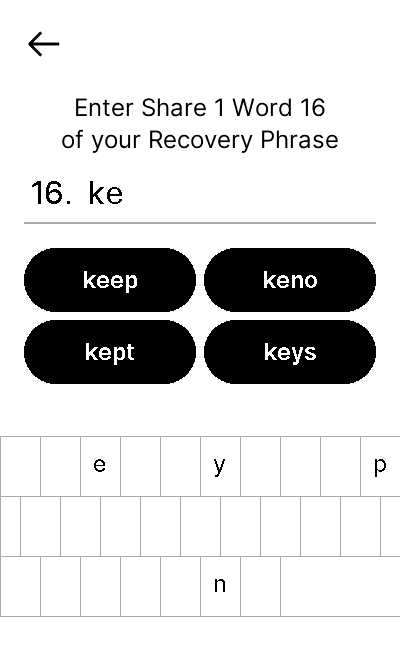 Enter Share 1 Word 16
of your Recovery Phrase
16. ke
keep keno
kept keys
e y p
n